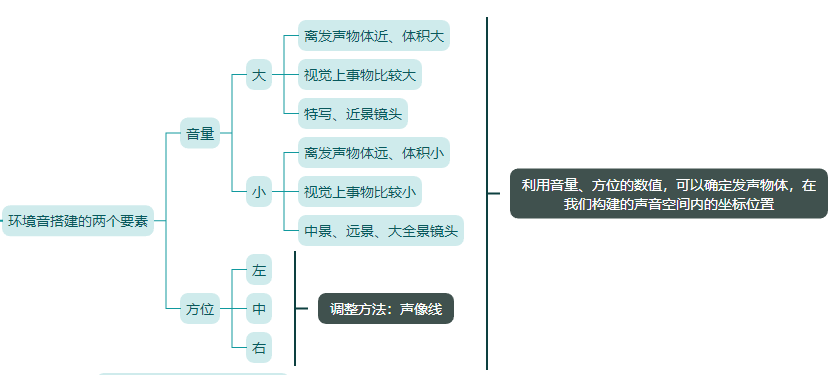 环境音搭建的两个要素
音量
大
离发声物体近、体积大
视觉上事物比较大
特写、近景镜头
小
离发声物体远、体积小
视觉上事物比较小
中景、远景、大全景镜头
方位
左
中
右
调整方法：声像线
利用音量、方位的数值，可以确定发声物体，在
我们构建的声音空间内的坐标位置